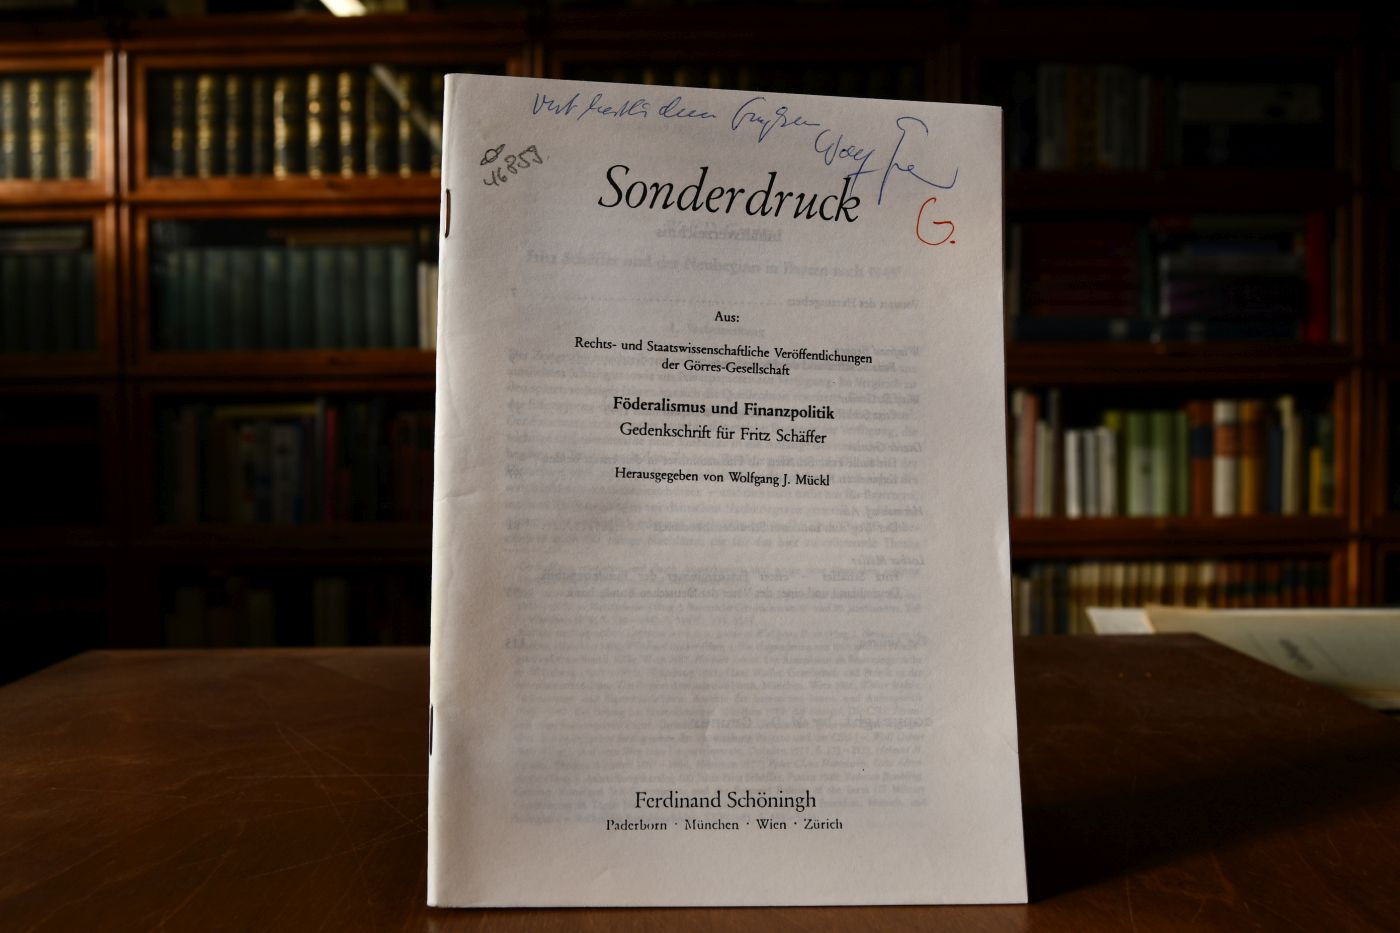 46859
Sonderdruck
G.
Aus:
Rechts- und Staatswissenschaftliche Veröffentlichungen
der Görres-Gesellschaft
Föderalismus und Finanzpolitik
Gedenkschrift für Fritz Schäffer
Herausgegeben von Wolfgang J. Mückl
Ferdinand Schöningh
Paderborn · München · Wien · Zürich